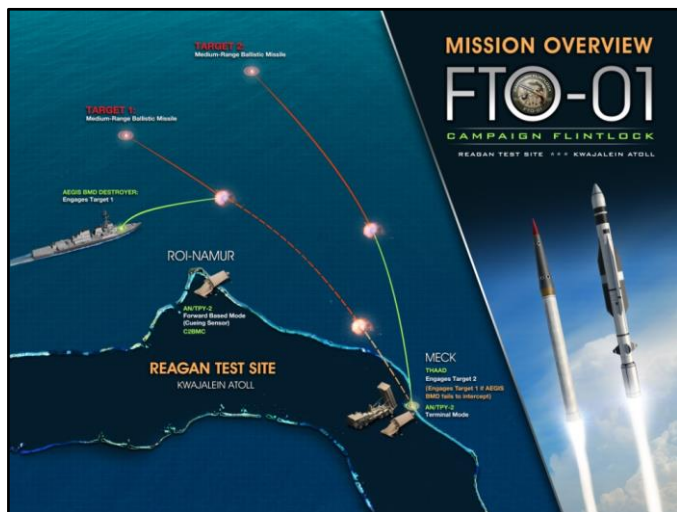 MISSION OVERVIEW
FTO-01
CAMPAIGN FLINTLOCK
REAGAN TEST SITE *** KWAJALEIN ATOLL
TARGET 2:
Medium-Range Ballistic Missile
TARGET 1:
Medium-Range Ballistic Missile
AEGIS BMD DESTROYER:
Engages Target 1
ROI-NAMUR
AN/TPY-2
Forward Based Mode
(Cueing Sensor)
C2BMC
REAGAN TEST SITE
KWAJALEIN ATOLL
MECK
THAAD
Engages Target 2
(Engages Target 1 if AEGIS
BMD fails to intercept)
AN/TPY-2
Terminal Mode